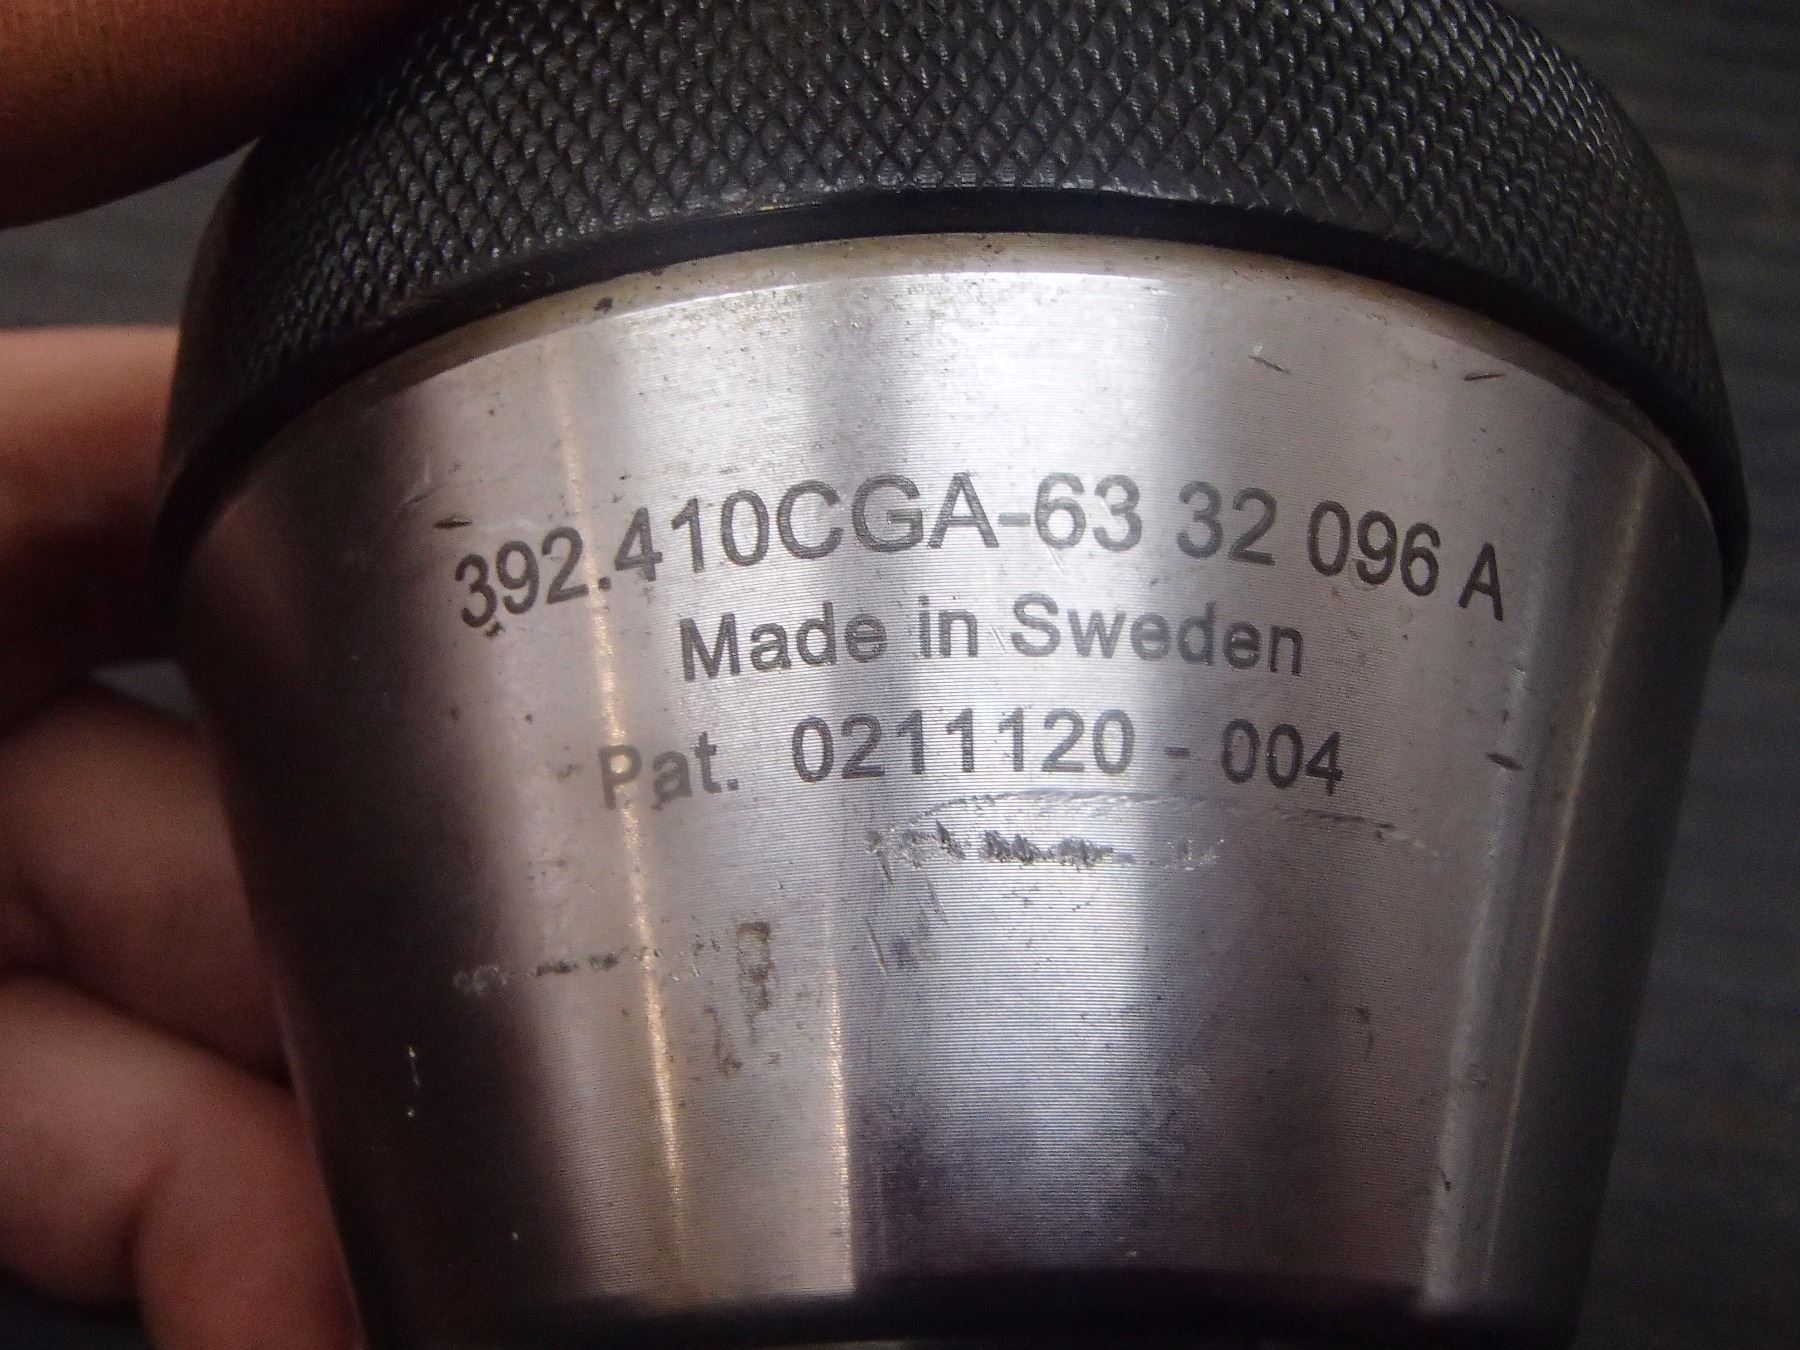 392.410CGA-63 32 096 A
Made in Sweden
Pat. 0211120 - 004